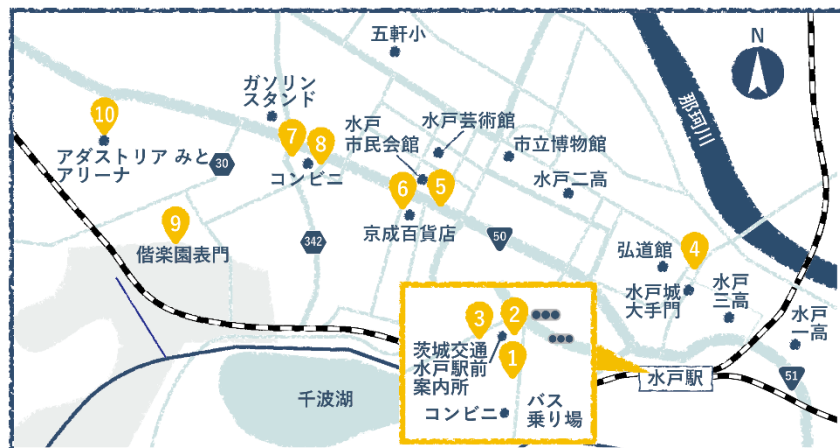 五軒小
N
ガソリン
スタンド
那珂川
10
水戸
市民会館
水戸芸術館
7
8
市立博物館
アダストリア みと
アリーナ
30
コンビニ
水戸二高
6
5
9
京成百貨店
偕楽園表門
342
50
弘道館
4
水戸城
大手門
水戸
三高
水戸
一高
3
2
1
茨城交通
水戸駅前
案内所
コンビニ
バス
乗り場
水戸駅
51
千波湖